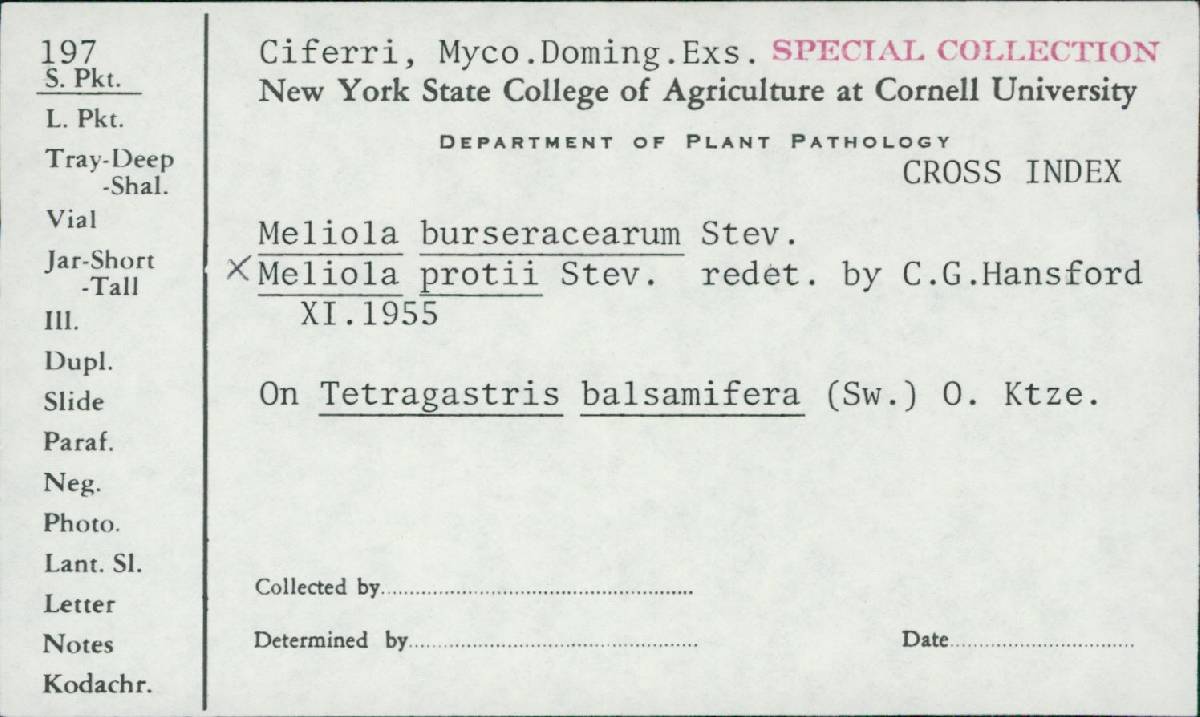 197
S. Pkt.
L. Pkt.
Tray-Deep
-Shal.
Vial
Jar-Short
-Tall
Ill.
Dupl.
Slide
Paraf.
Neg.
Photo.
Lant. Sl.
Letter
Notes
Kodachr.
Ciferri, Myco.Doming.Exs. SPECIAL COLLECTION
New York State College of Agriculture at Cornell University
DEPARTMENT OF PLANT PATHOLOGY
CROSS INDEX
Meliola burseracearum Stev.
X Meliola protii Stev. redet. by C.G.Hansford
XI.1955
On Tetragastris balsamifera (Sw.) O. Ktze.
Collected by
Determined by Date